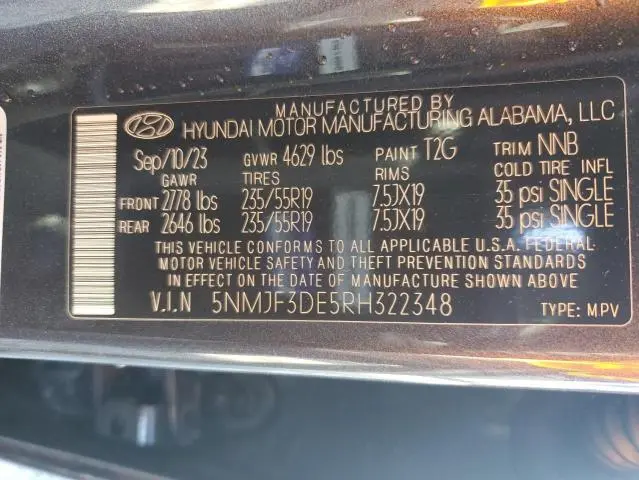 MANUFACTURED BY
HYUNDAI MOTOR MANUFACTURING ALABAMA, LLC
Sep/10/23 GVWR 4629 lbs PAINT T2G TRIM NNB
GAWR TIRES RIMS COLD TIRE INFL
FRONT 2778 lbs 235/55R19 7.5JX19 35 psi SINGLE
REAR 2646 lbs 235/55R19 7.5JX19 35 psi SINGLE
THIS VEHICLE CONFORMS TO ALL APPLICABLE U.S.A. FEDERAL
MOTOR VEHICLE SAFETY AND THEFT PREVENTION STANDARDS
IN EFFECT ON THE DATE OF MANUFACTURE SHOWN ABOVE
V.I.N 5NMJF3DE5RH322348 TYPE: MPV